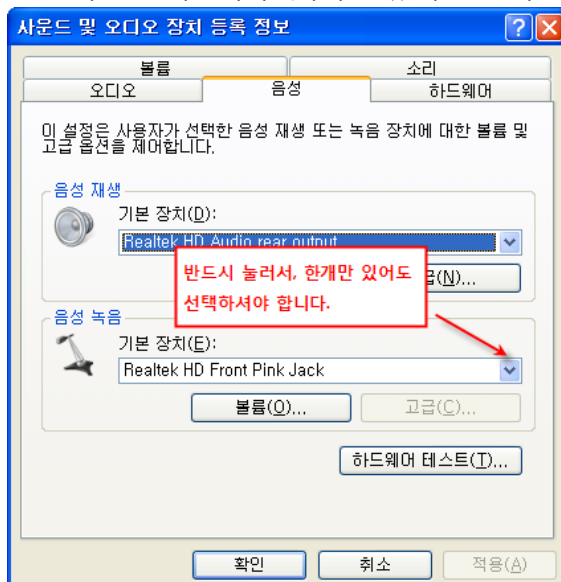 사운드 및 오디오 장치 등록 정보
볼륨
소리
오디오
음성
하드웨어
이 설정은 사용자가 선택한 음성 재생 또는 녹음 장치에 대한 볼륨 및
고급 옵션을 제어합니다.
음성 재생
기본 장치(D):
Realtek HD Audio rear output
반드시 눌러서, 한개만 있어도
선택하셔야 합니다.
(N)...
음성 녹음
기본 장치(E):
Realtek HD Front Pink Jack
볼륨(O)...
고급(C)...
하드웨어 테스트(T)...
확인
취소
적용(A)